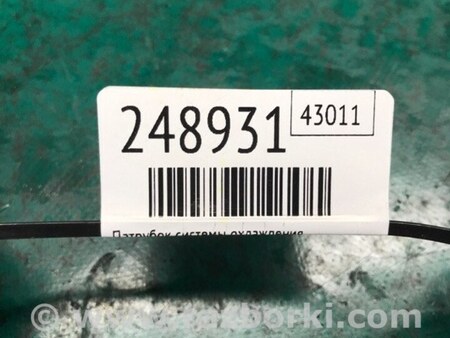 248931
43011
Патрубок системы охлаждения